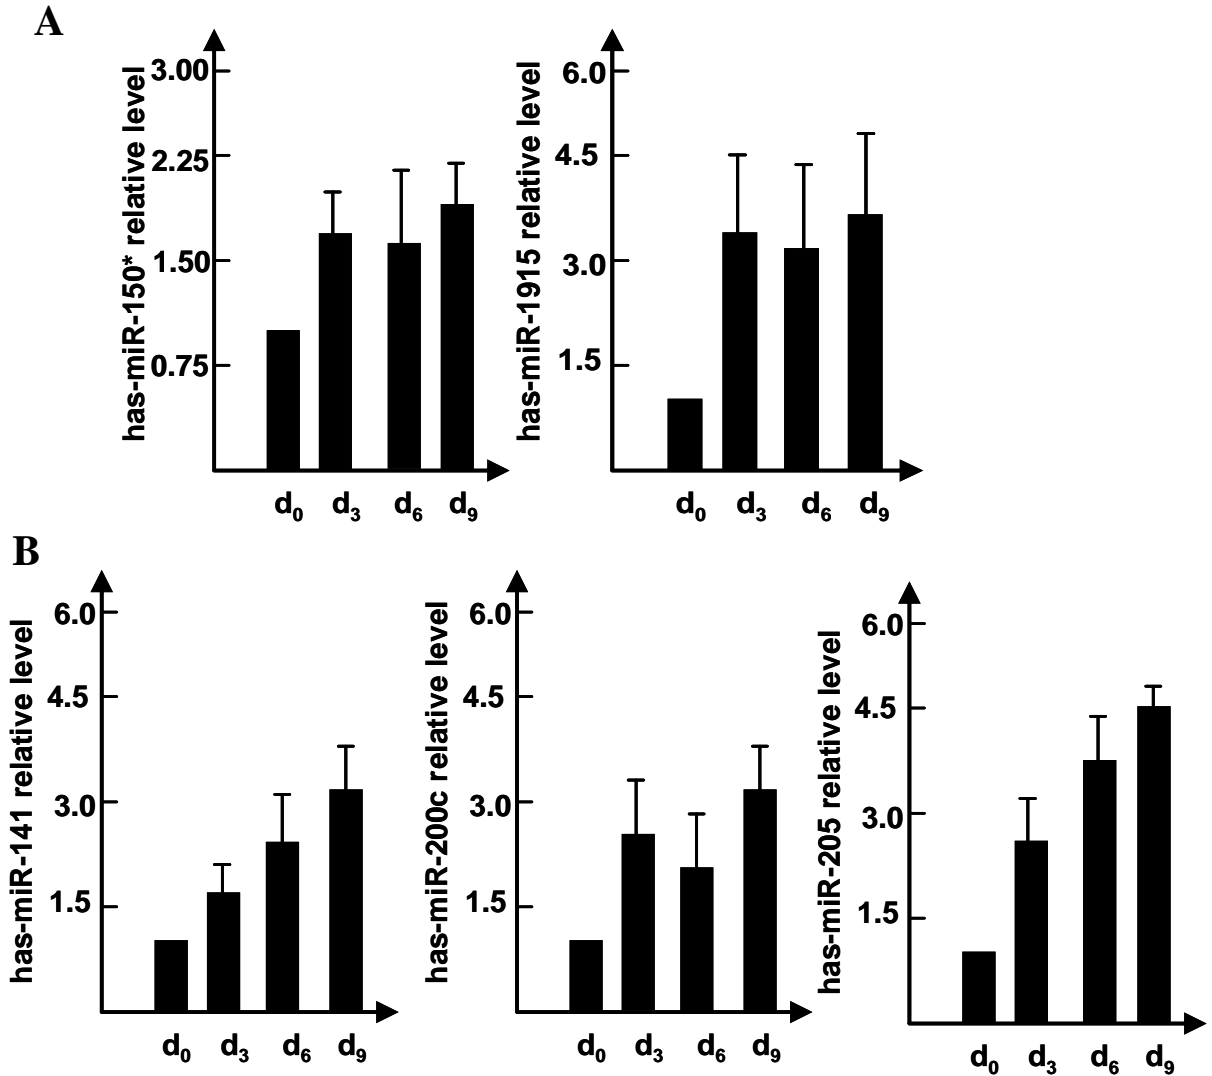 A
has-miR-150* relative level
3.00
2.25
1.50
0.75
d0 d3 d6 d9
has-miR-1915 relative level
6.0
4.5
3.0
1.5
d0 d3 d6 d9
B
has-miR-141 relative level
6.0
4.5
3.0
1.5
d0 d3 d6 d9
has-miR-200c relative level
6.0
4.5
3.0
1.5
d0 d3 d6 d9
has-miR-205 relative level
6.0
4.5
3.0
1.5
d0 d3 d6 d9